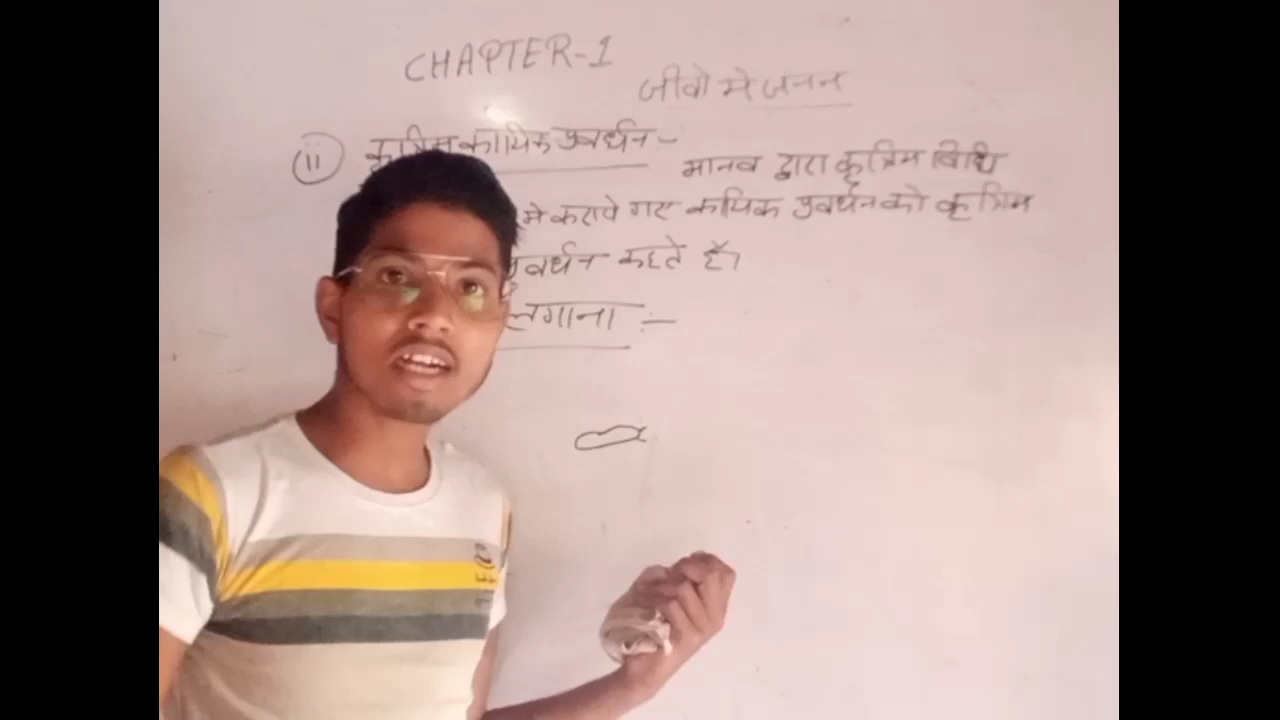 CHAPTER-1
जीवो मे जनन
(ii) कृत्रिम कायिक प्रवर्धन:-
मानव द्वारा कृत्रिम विधि
मे कराये गए कायिक प्रवर्धन को कृत्रिम
प्रवर्धन कहते हैं।
लगाना :-